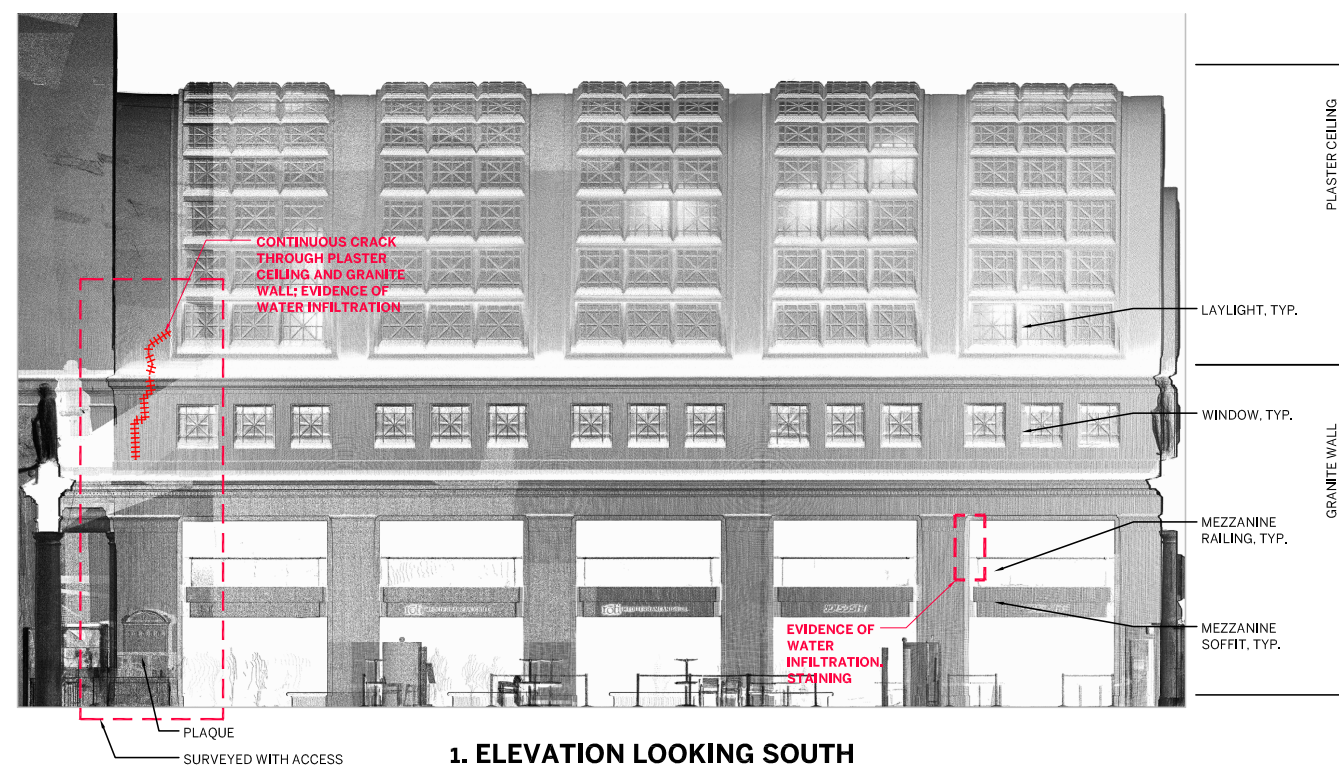 PLASTER CEILING
CONTINUOUS CRACK
THROUGH PLASTER
CEILING AND GRANITE
WALL; EVIDENCE OF
WATER INFILTRATION
LAYLIGHT, TYP.
WINDOW, TYP.
GRANITE WALL
MEZZANINE
RAILING, TYP.
roti
EVIDENCE OF
WATER
INFILTRATION,
STAINING
MEZZANINE
SOFFIT, TYP.
PLAQUE
SURVEYED WITH ACCESS
1. ELEVATION LOOKING SOUTH